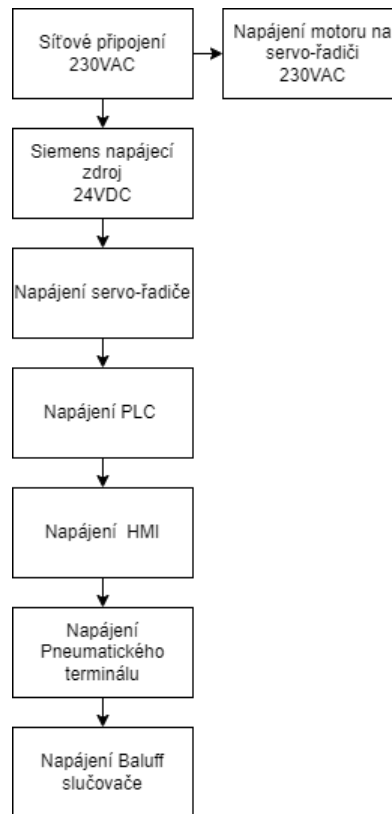 Síťové připojení
230VAC
Napájení motoru na
servo-řadiči
230VAC
Siemens napájecí
zdroj
24VDC
Napájení servo-řadiče
Napájení PLC
Napájení HMI
Napájení
Pneumatického
terminálu
Napájení Baluff
slučovače